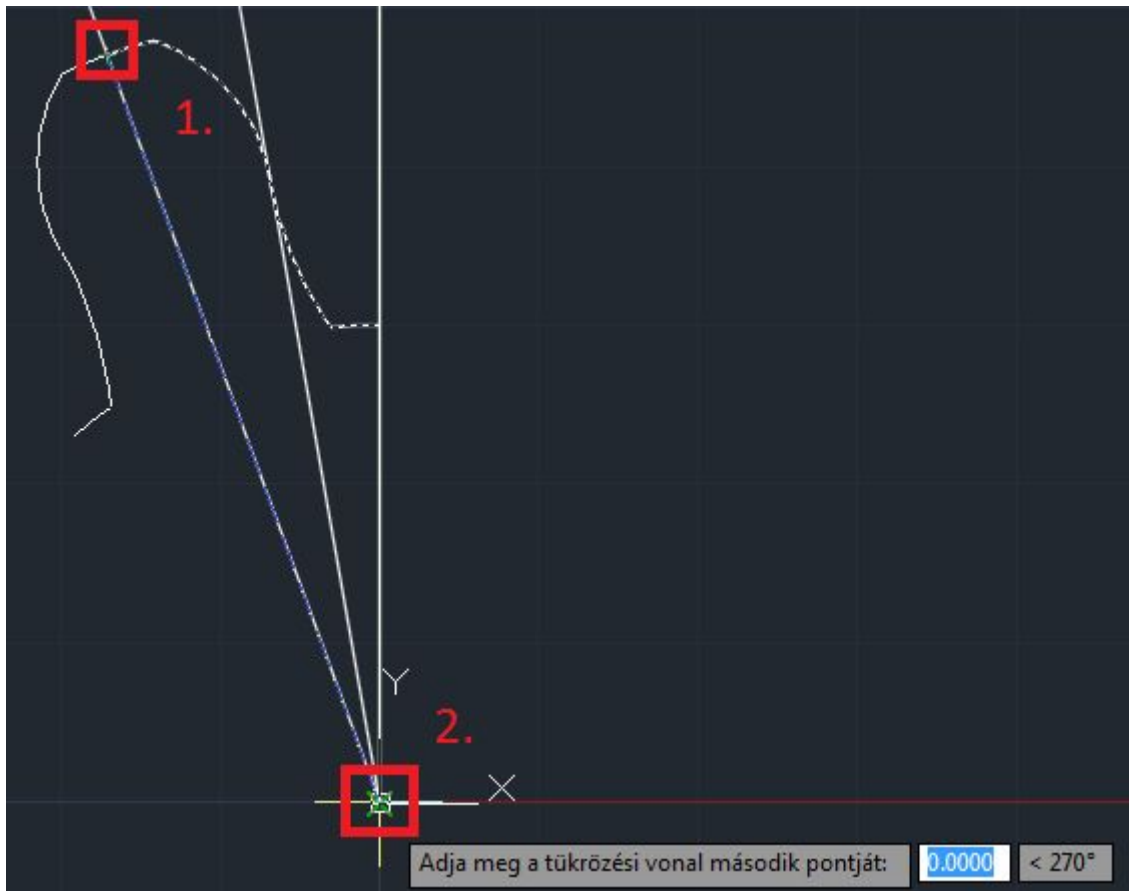 1.
Y
2.
X
Adja meg a tükrözési vonal második pontját: 0.0000 < 270°